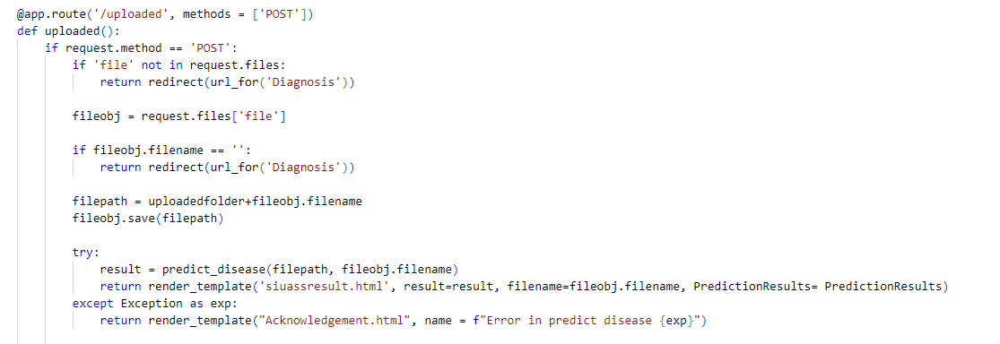 @app.route('/uploaded', methods = ['POST'])
def uploaded():
    if request.method == 'POST':
        if 'file' not in request.files:
            return redirect(url_for('Diagnosis'))

        fileobj = request.files['file']

        if fileobj.filename == '':
            return redirect(url_for('Diagnosis'))

        filepath = uploadedfolder+fileobj.filename
        fileobj.save(filepath)

        try:
            result = predict_disease(filepath, fileobj.filename)
            return render_template('siuassresult.html', result=result, filename=fileobj.filename, PredictionResults= PredictionResults)
        except Exception as exp:
            return render_template("Acknowledgement.html", name = f"Error in predict disease {exp}")